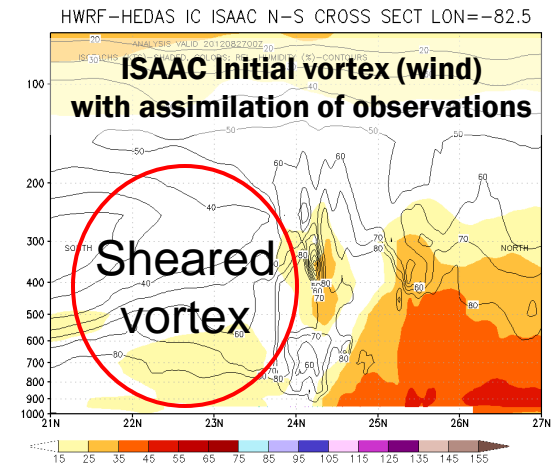 HWRF-HEDAS IC ISAAC N-S CROSS SECT LON=-82.5
ANALYSIS VALID 2012082700Z
ISAAC Initial vortex (wind)
with assimilation of observations
100
200
300
400
500
600
700
800
900
1000
SOUTH
NORTH
Sheared
vortex
21N 22N 23N 24N 25N 26N 27N
15 25 35 45 55 65 75 85 95 105 115 125 135 145 155